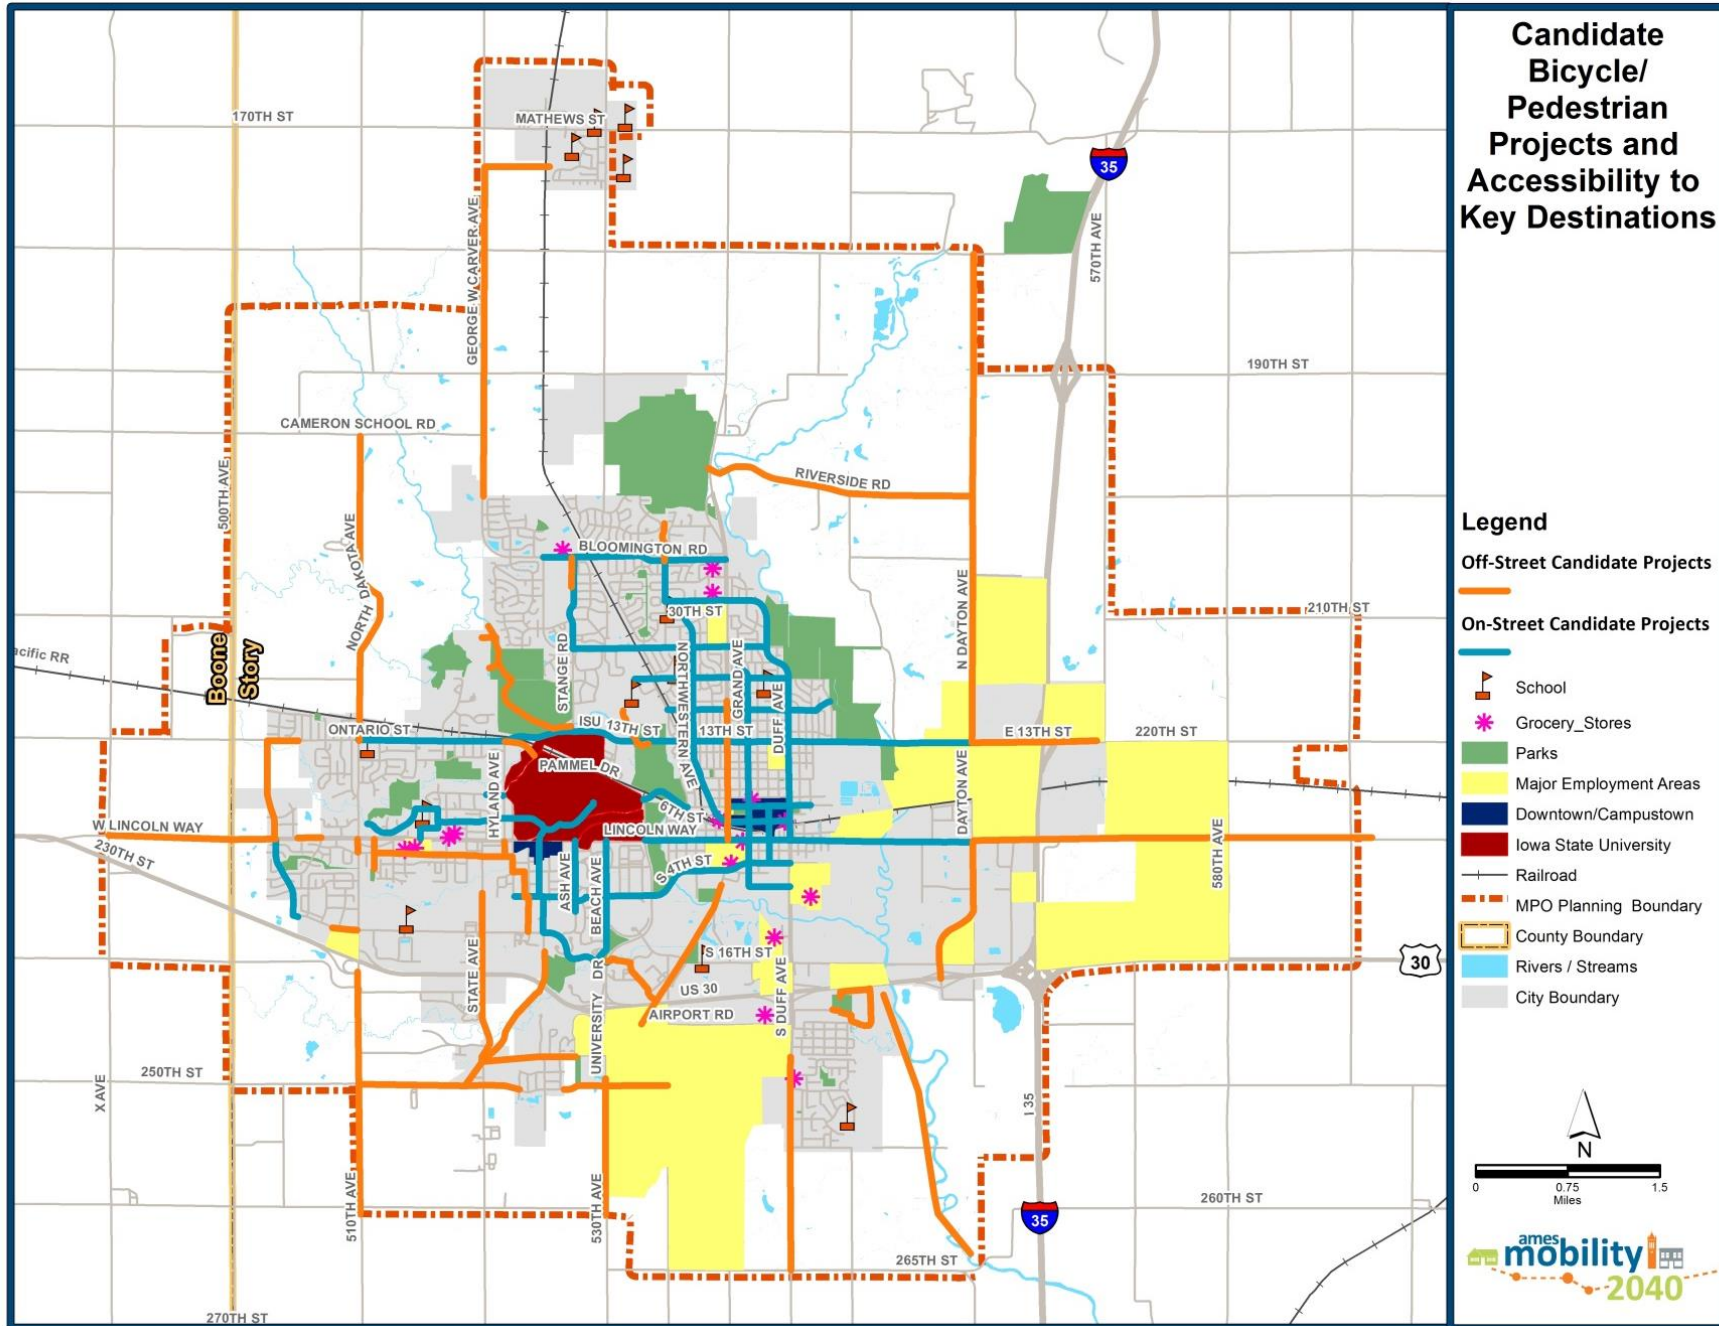 Candidate
Bicycle/
Pedestrian
Projects and
Accessibility to
Key Destinations
170TH ST
MATHEWS ST
35
570TH AVE
GEORGE W CARVER AVE
190TH ST
CAMERON SCHOOL RD
500TH AVE
RIVERSIDE RD
NORTH DAKOTA AVE
BLOOMINGTON RD
N DAYTON AVE
30TH ST
210TH ST
Boone
Story
acific RR
STANGE RD
NORTHWESTERN AVE
GRAND AVE
DUFF AVE
ONTARIO ST
ISU
13TH ST
13TH ST
E 13TH ST
220TH ST
PAMMEL DR
HYLAND AVE
6TH ST
DAYTON AVE
W LINCOLN WAY
LINCOLN WAY
230TH ST
S 4TH ST
ASH AVE
BEACH AVE
580TH AVE
STATE AVE
S 16TH ST
US 30
30
UNIVERSITY DR
AIRPORT RD
S DUFF AVE
250TH ST
X AVE
I 35
510TH AVE
530TH AVE
260TH ST
35
265TH ST
270TH ST
Legend
Off-Street Candidate Projects
On-Street Candidate Projects
School
Grocery_Stores
Parks
Major Employment Areas
Downtown/Campustown
Iowa State University
Railroad
MPO Planning Boundary
County Boundary
Rivers / Streams
City Boundary
N
0 0.75 1.5
Miles
ames
mobility
2040